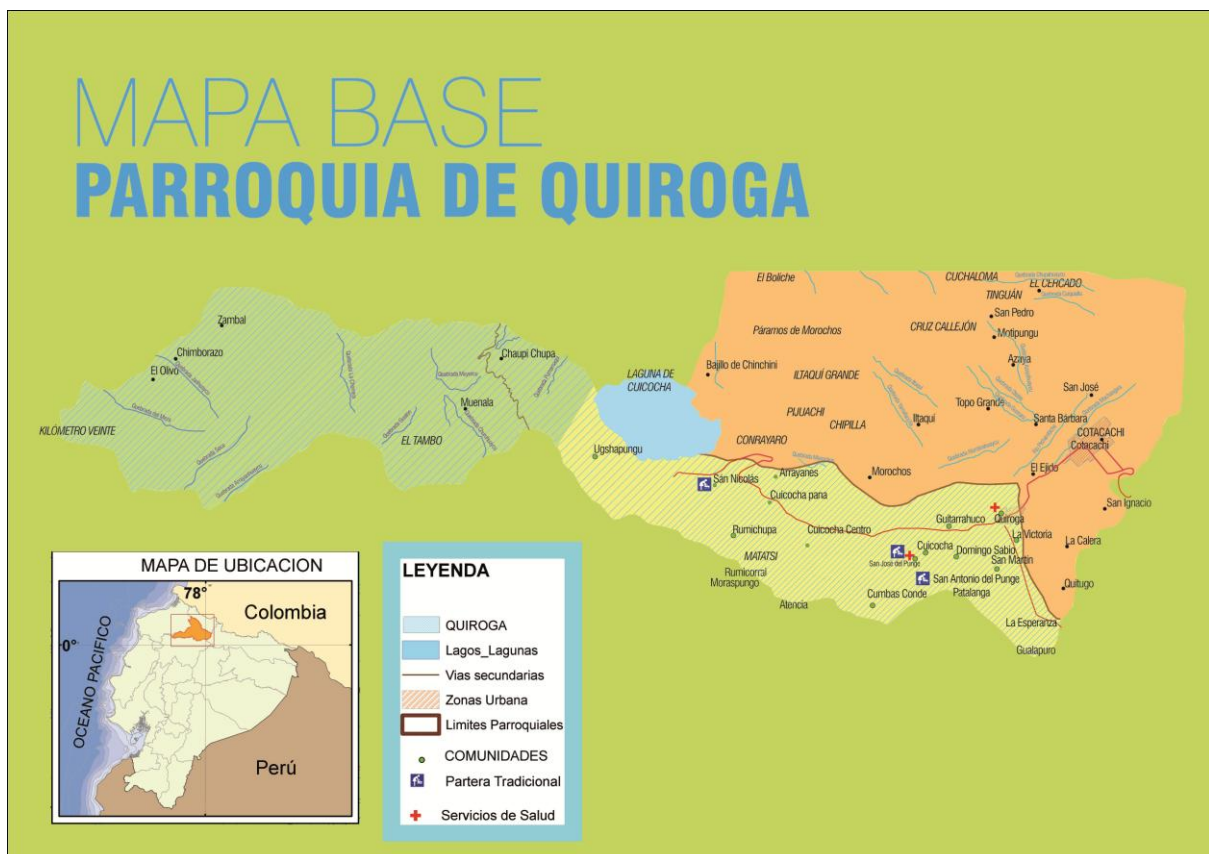 MAPA BASE
PARROQUIA DE QUIROGA
El Boliche
CUCHALOMA
EL CERCADO
TINGUÁN
San Pedro
Zambal
Páramos de Morochos
CRUZ CALLEJÓN
Motipungu
Chimborazo
Chaupi Chupa
Azaya
El Olivo
LAGUNA DE
CUICOCHA
Bajillo de Chinchini
ILTAQUÍ GRANDE
San José
Muenala
PIJUACHI
Topo Grande
CHIPILLA
Iltaquí
Santa Bárbara
KILÓMETRO VEINTE
EL TAMBO
CONRAYARO
COTACACHI
Cotacachi
Ugshapungu
Morochos
El Ejido
San Nicolás
Arrayanes
Cuicocha pana
San Ignacio
Rumichupa
Cuicocha Centro
Guitarrahuco
Quiroga
La Victoria
La Calera
MATATSI
Cuicocha
Domingo Sabio
San José del Punge
San Martín
Rumicorral
Moraspungo
San Antonio del Punge
Quitugo
Atencia
Cumbas Conde
Patalanga
La Esperanza
Gualapuro
MAPA DE UBICACION
78°
Colombia
0°
OCEANO PACIFICO
Perú
LEYENDA
QUIROGA
Lagos_Lagunas
Vias secundarias
Zonas Urbana
Limites Parroquiales
COMUNIDADES
Partera Tradicional
Servicios de Salud